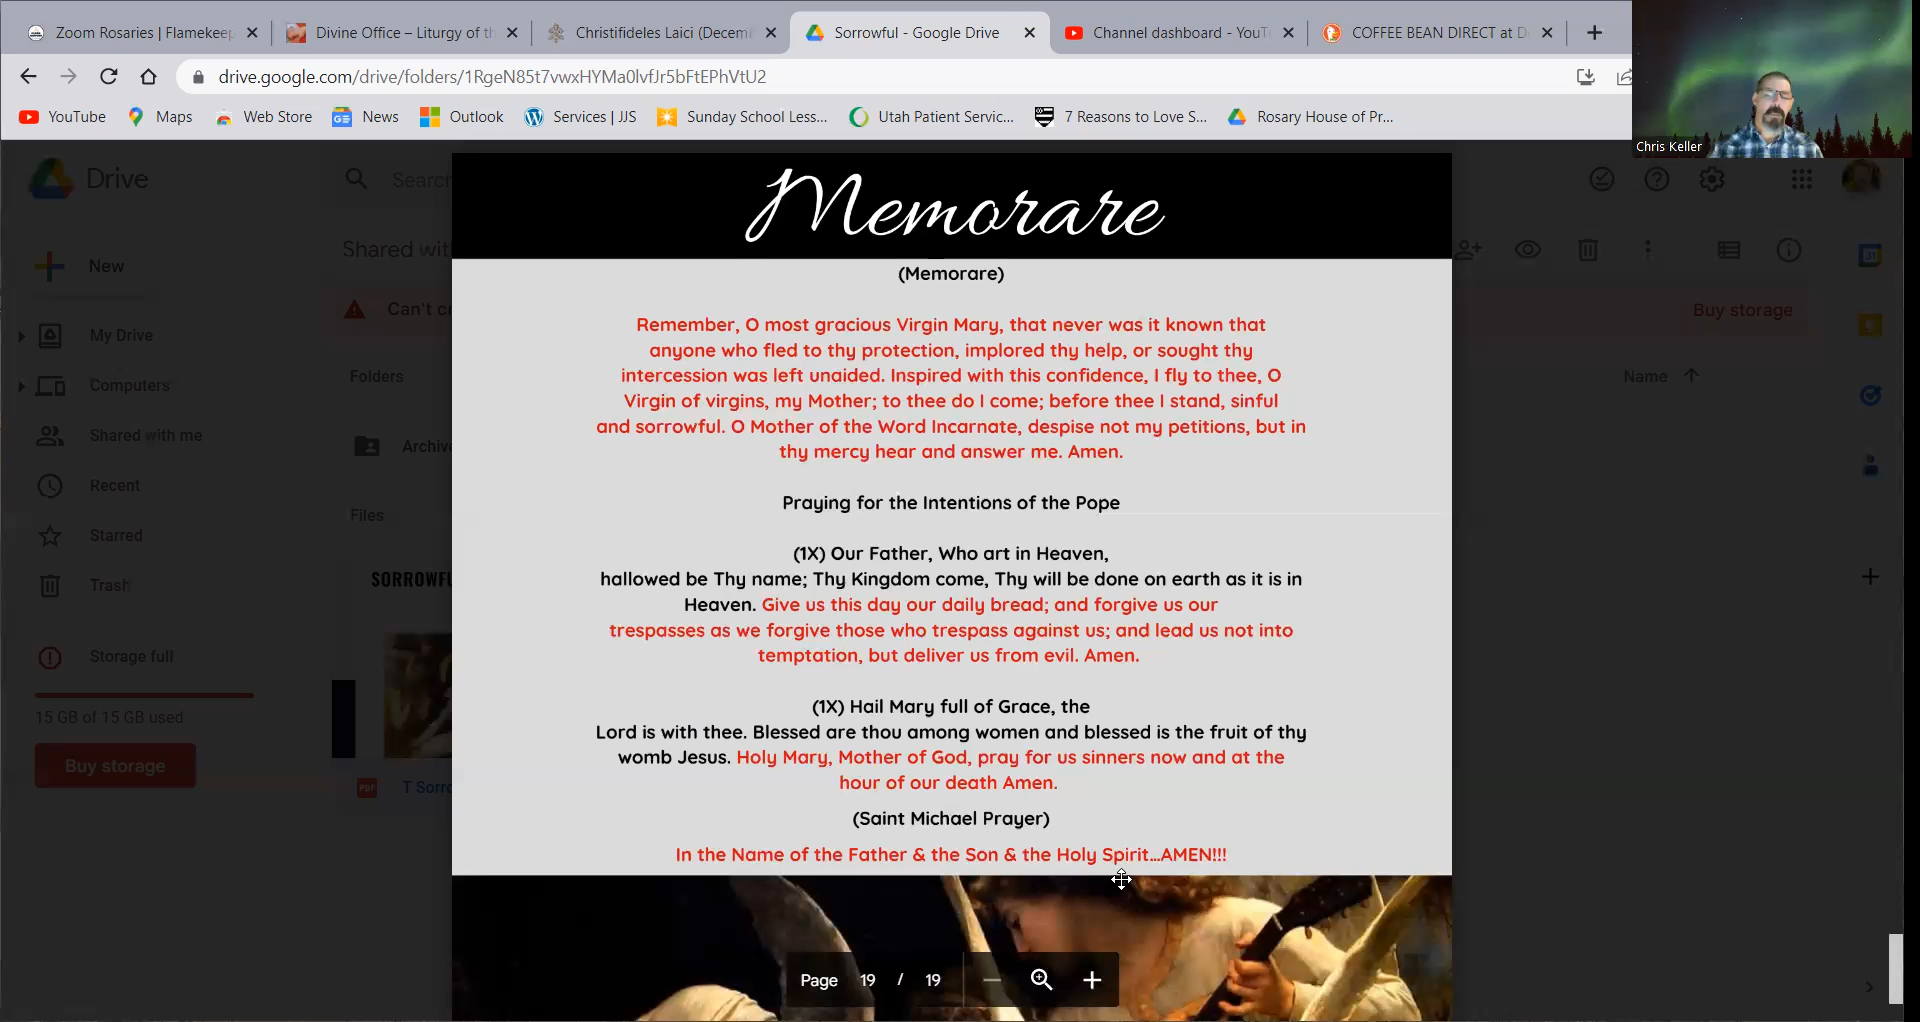 Zoom Rosaries | Flamekeep
Divine Office – Liturgy of th
Christifideles Laici (Decem
Sorrowful - Google Drive
Channel dashboard - YouT
COFFEE BEAN DIRECT at D
drive.google.com/drive/folders/1RgeN85t7vwxHYMa0lvfJr5bFtEPhVtU2
YouTube
Maps
Web Store
News
Outlook
Services | JJS
Sunday School Less...
Utah Patient Servic...
7 Reasons to Love S...
Rosary House of Pr...
Chris Keller
Drive
Searc
New
Shared wit
Can't cr
Buy storage
My Drive
Computers
Shared with me
Recent
Starred
Trash
Storage full
15 GB of 15 GB used
Buy storage
Folders
Name
Archive
Files
SORROWFU
PDF
T Sorro
Memorare
(Memorare)
Remember, O most gracious Virgin Mary, that never was it known that
anyone who fled to thy protection, implored thy help, or sought thy
intercession was left unaided. Inspired with this confidence, I fly to thee, O
Virgin of virgins, my Mother; to thee do I come; before thee I stand, sinful
and sorrowful. O Mother of the Word Incarnate, despise not my petitions, but in
thy mercy hear and answer me. Amen.
Praying for the Intentions of the Pope
(1X) Our Father, Who art in Heaven,
hallowed be Thy name; Thy Kingdom come, Thy will be done on earth as it is in
Heaven. Give us this day our daily bread; and forgive us our
trespasses as we forgive those who trespass against us; and lead us not into
temptation, but deliver us from evil. Amen.
(1X) Hail Mary full of Grace, the
Lord is with thee. Blessed are thou among women and blessed is the fruit of thy
womb Jesus. Holy Mary, Mother of God, pray for us sinners now and at the
hour of our death Amen.
(Saint Michael Prayer)
In the Name of the Father & the Son & the Holy Spirit...AMEN!!!
Page 19 / 19